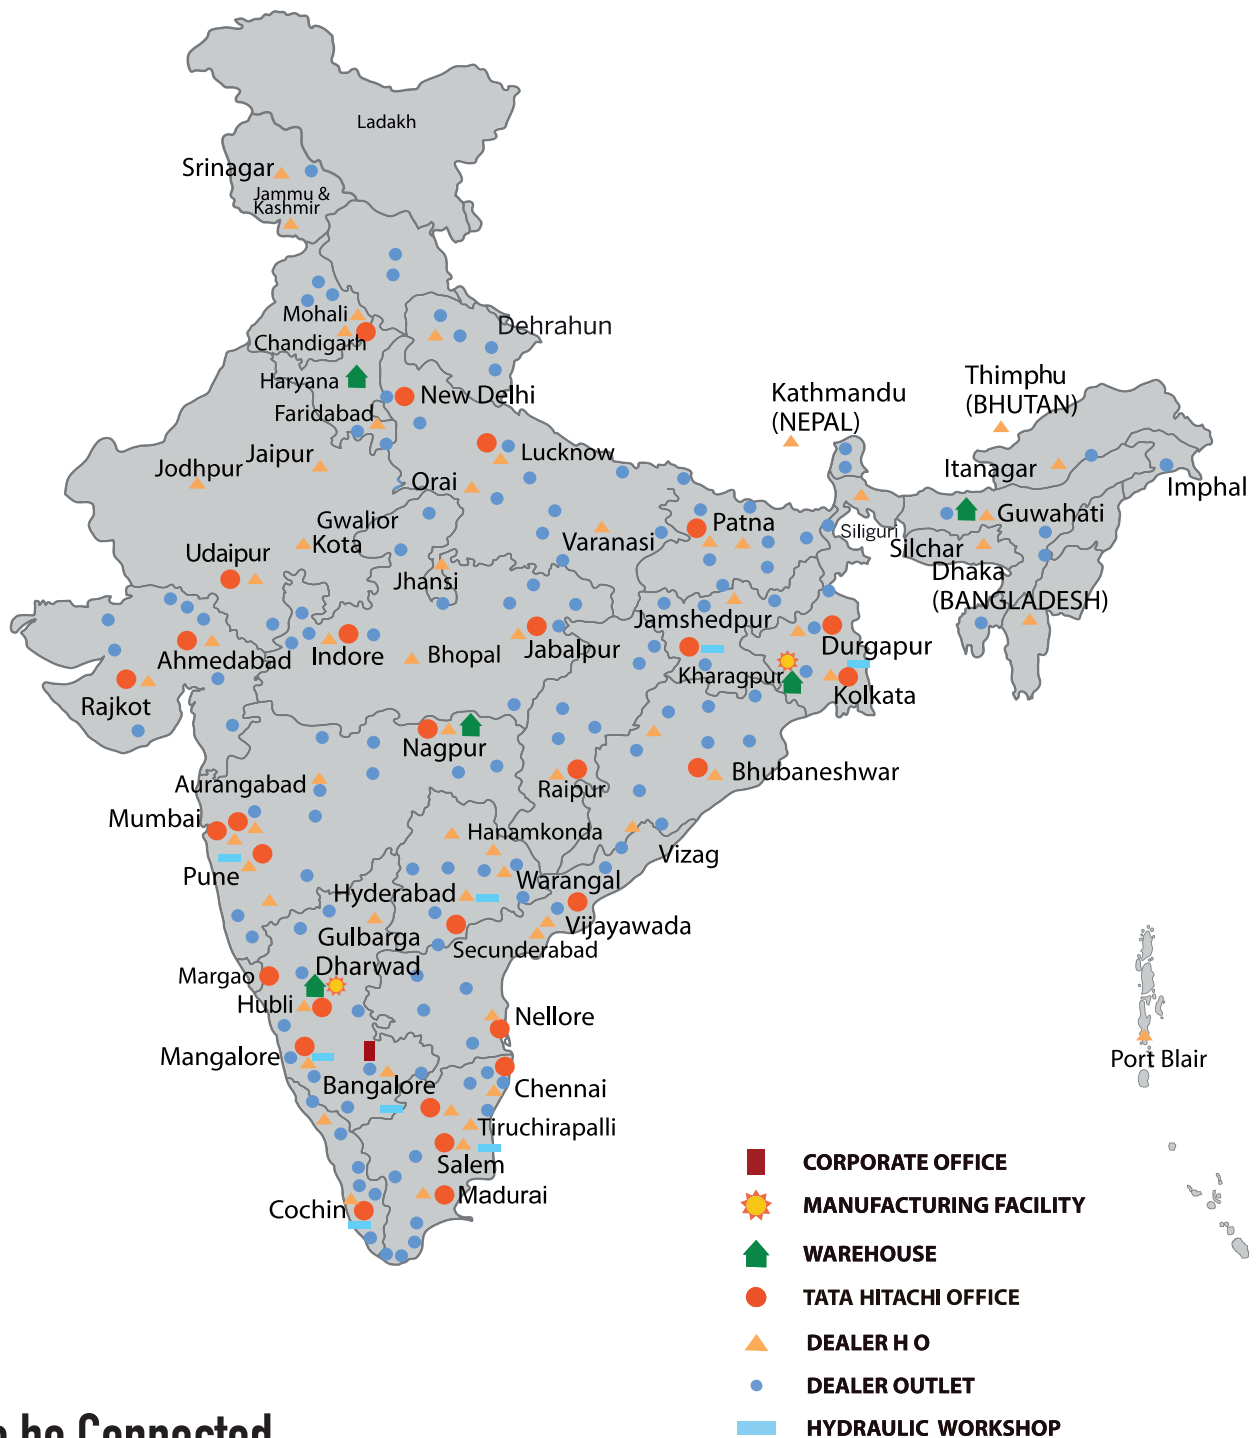 Ladakh
Srinagar
Jammu &
Kashmir
Mohali
Chandigarh
Dehrahun
Haryana
New Delhi
Faridabad
Kathmandu
(NEPAL)
Thimphu
(BHUTAN)
Jaipur
Jodhpur
Lucknow
Orai
Itanagar
Imphal
Gwalior
Kota
Guwahati
Patna
Varanasi
Siliguri
Silchar
Udaipur
Jhansi
Dhaka
(BANGLADESH)
Jamshedpur
Durgapur
Ahmedabad
Indore
Bhopal
Jabalpur
Kharagpur
Kolkata
Rajkot
Nagpur
Aurangabad
Raipur
Bhubaneshwar
Mumbai
Hanamkonda
Vizag
Pune
Hyderabad
Warangal
Gulbarga
Vijayawada
Secunderabad
Margao
Dharwad
Hubli
Nellore
Mangalore
Port Blair
Bangalore
Chennai
Tiruchirapalli
Salem
Madurai
Cochin
CORPORATE OFFICE
MANUFACTURING FACILITY
WAREHOUSE
TATA HITACHI OFFICE
DEALER H O
DEALER OUTLET
HYDRAULIC WORKSHOP
be Connected